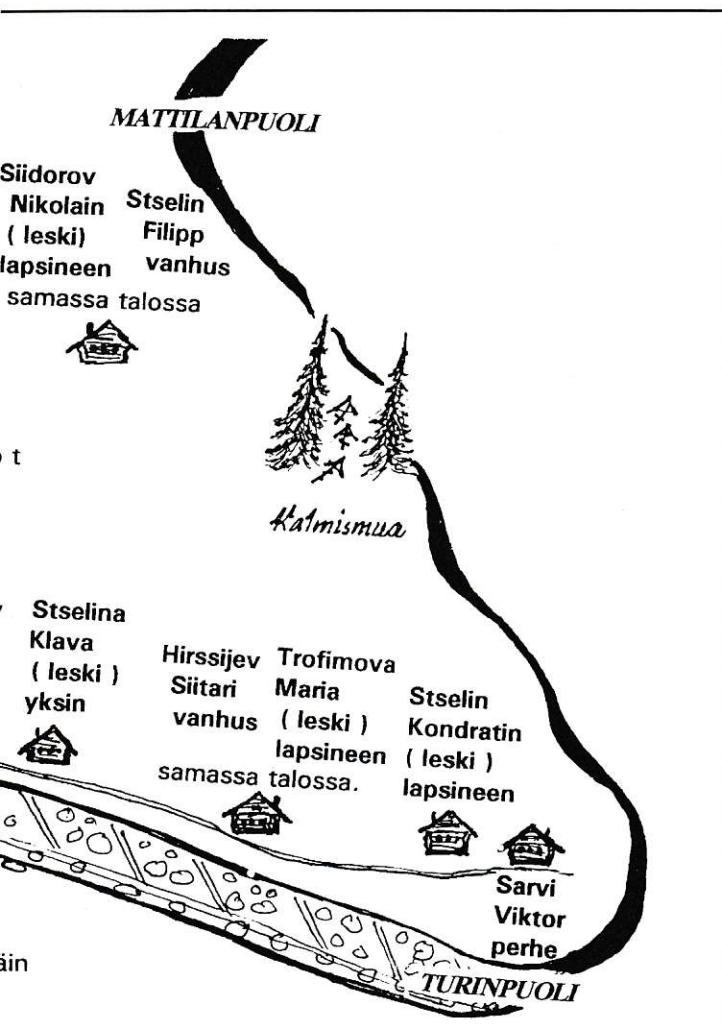 MATTILANPUOLI
Siidorov
Nikolain
( leski)
lapsineen
Stselin
Filipp
vanhus
samassa talossa
t
Kalmismua
Stselina
Klava
( leski )
yksin
Hirssijev
Siitari
vanhus
Trofimova
Maria
( leski )
lapsineen
samassa talossa.
Stselin
Kondratin
( leski )
lapsineen
Sarvi
Viktor
perhe
äin
TURINPUOLI